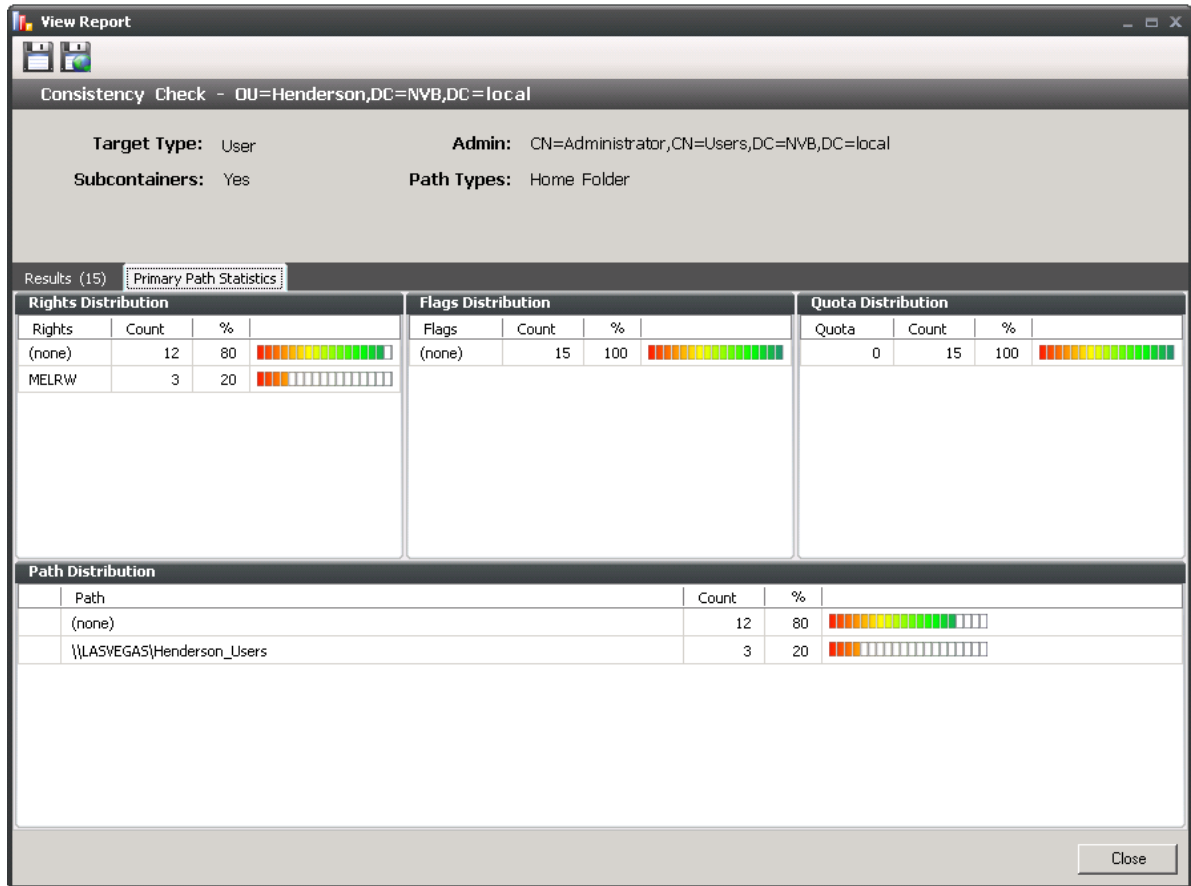 View Report
Consistency Check - OU=Henderson,DC=NVB,DC=local
Target Type: User Admin: CN=Administrator,CN=Users,DC=NVB,DC=local
Subcontainers: Yes Path Types: Home Folder
Results (15) Primary Path Statistics
Rights Distribution
Rights Count %
(none) 12 80
MELRW 3 20
Flags Distribution
Flags Count %
(none) 15 100
Quota Distribution
Quota Count %
0 15 100
Path Distribution
Path Count %
(none) 12 80
\\LASVEGAS\Henderson_Users 3 20
Close